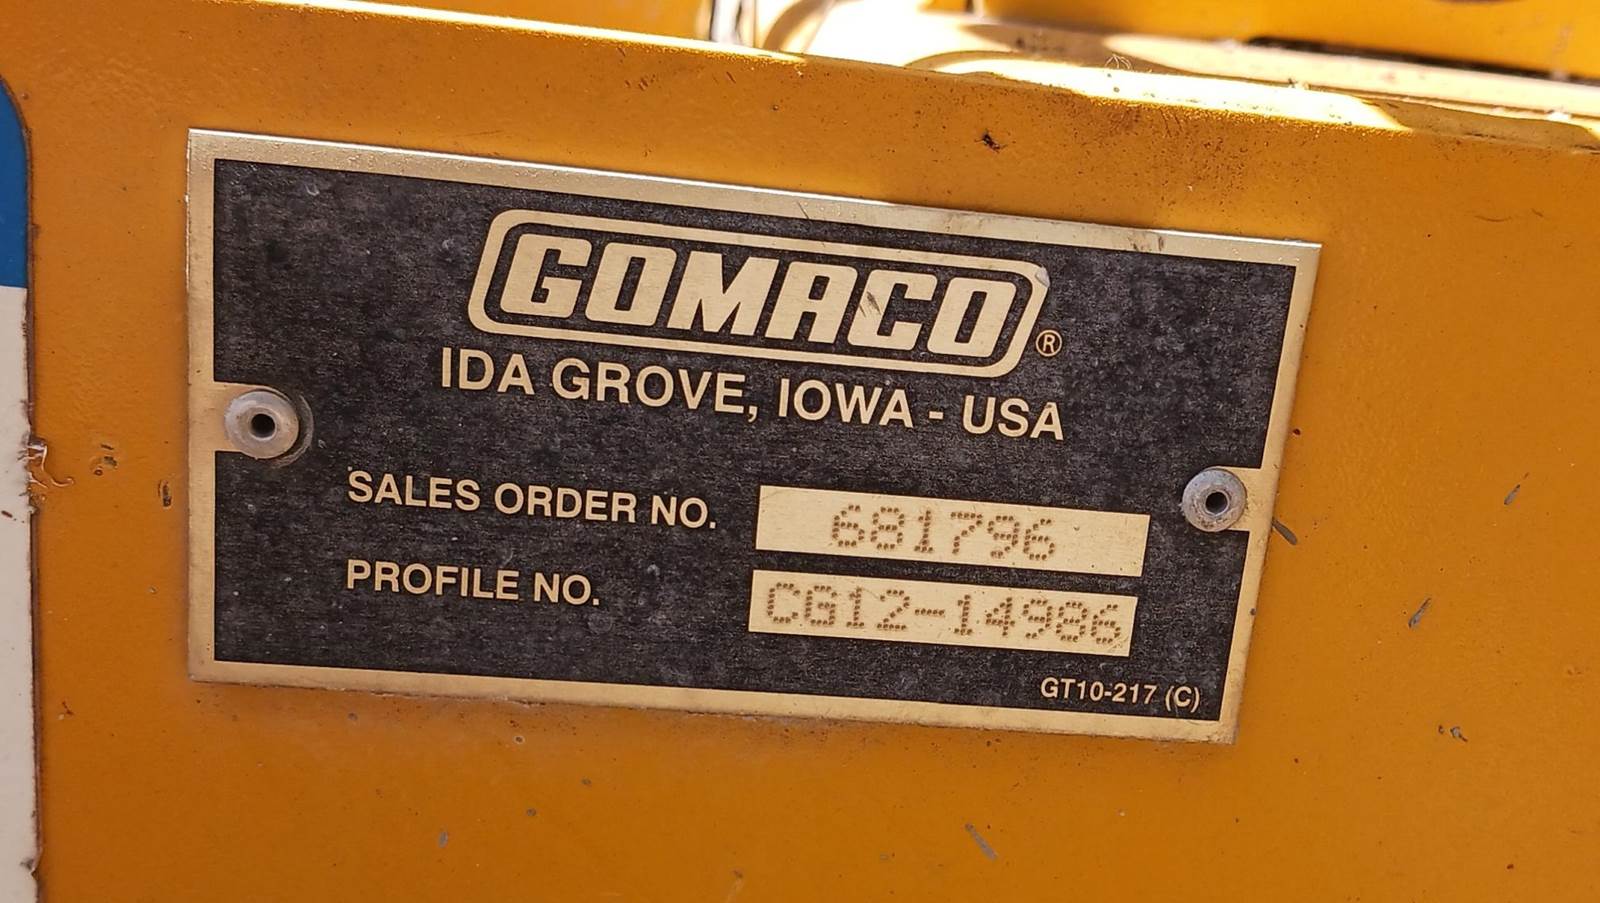 GOMACO®
IDA GROVE, IOWA - USA
SALES ORDER NO. 681796
PROFILE NO. CG12-14986
GT10-217 (C)